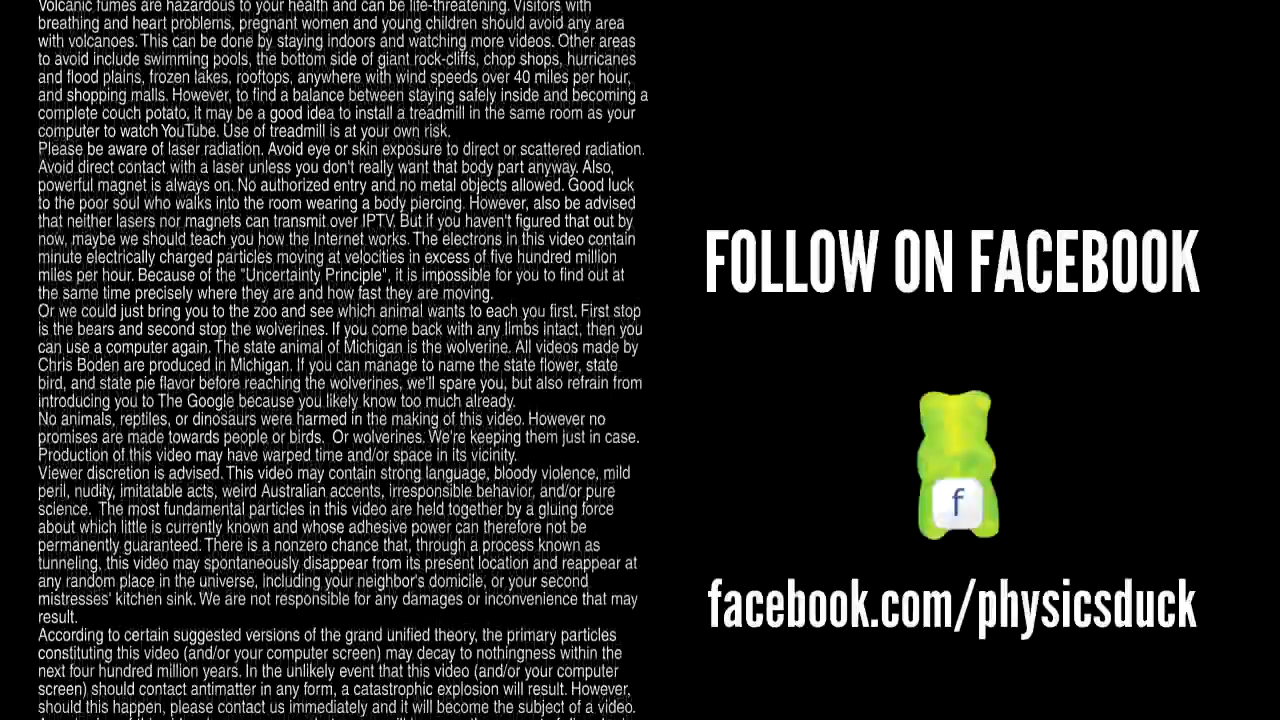 Volcanic fumes are hazardous to your health and can be life-threatening. Visitors with
breathing and heart problems, pregnant women and young children should avoid any area
with volcanoes. This can be done by staying indoors and watching more videos. Other areas
to avoid include swimming pools, the bottom side of giant rock-cliffs, chop shops, hurricanes
and flood plains, frozen lakes, rooftops, anywhere with wind speeds over 40 miles per hour,
and shopping malls. However, to find a balance between staying safely inside and becoming a
complete couch potato, it may be a good idea to install a treadmill in the same room as your
computer to watch YouTube. Use of treadmill is at your own risk.
Please be aware of laser radiation. Avoid eye or skin exposure to direct or scattered radiation.
Avoid direct contact with a laser unless you don't really want that body part anyway. Also,
powerful magnet is always on. No authorized entry and no metal objects allowed. Good luck
to the poor soul who walks into the room wearing a body piercing. However, also be advised
that neither lasers nor magnets can transmit over IPTV. But if you haven't figured that out by
now, maybe we should teach you how the Internet works. The electrons in this video contain
minute electrically charged particles moving at velocities in excess of five hundred million
miles per hour. Because of the "Uncertainty Principle", it is impossible for you to find out at
the same time precisely where they are and how fast they are moving.
Or we could just bring you to the zoo and see which animal wants to each you first. First stop
is the bears and second stop the wolverines. If you come back with any limbs intact, then you
can use a computer again. The state animal of Michigan is the wolverine. All videos made by
Chris Boden are produced in Michigan. If you can manage to name the state flower, state
bird, and state pie flavor before reaching the wolverines, we'll spare you, but also refrain from
introducing you to The Google because you likely know too much already.
No animals, reptiles, or dinosaurs were harmed in the making of this video. However no
promises are made towards people or birds. Or wolverines. We're keeping them just in case.
Production of this video may have warped time and/or space in its vicinity.
Viewer discretion is advised. This video may contain strong language, bloody violence, mild
peril, nudity, imitatable acts, weird Australian accents, irresponsible behavior, and/or pure
science. The most fundamental particles in this video are held together by a gluing force
about which little is currently known and whose adhesive power can therefore not be
permanently guaranteed. There is a nonzero chance that, through a process known as
tunneling, this video may spontaneously disappear from its present location and reappear at
any random place in the universe, including your neighbor's domicile, or your second
mistresses' kitchen sink. We are not responsible for any damages or inconvenience that may
result.
According to certain suggested versions of the grand unified theory, the primary particles
constituting this video (and/or your computer screen) may decay to nothingness within the
next four hundred million years. In the unlikely event that this video (and/or your computer
screen) should contact antimatter in any form, a catastrophic explosion will result. However,
should this happen, please contact us immediately and it will become the subject of a video.
FOLLOW ON FACEBOOK
f
facebook.com/physicsduck